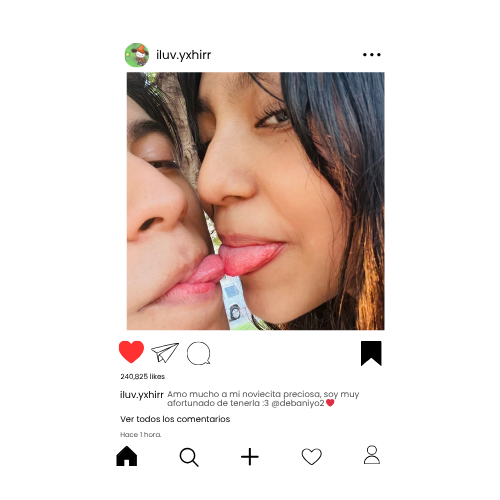 iluv.yxhirr
240,825 likes
iluv.yxhirr Amo mucho a mi noviecita preciosa, soy muy
afortunado de tenerla :3 @debaniyo2❤
Ver todos los comentarios
Hace 1 hora.